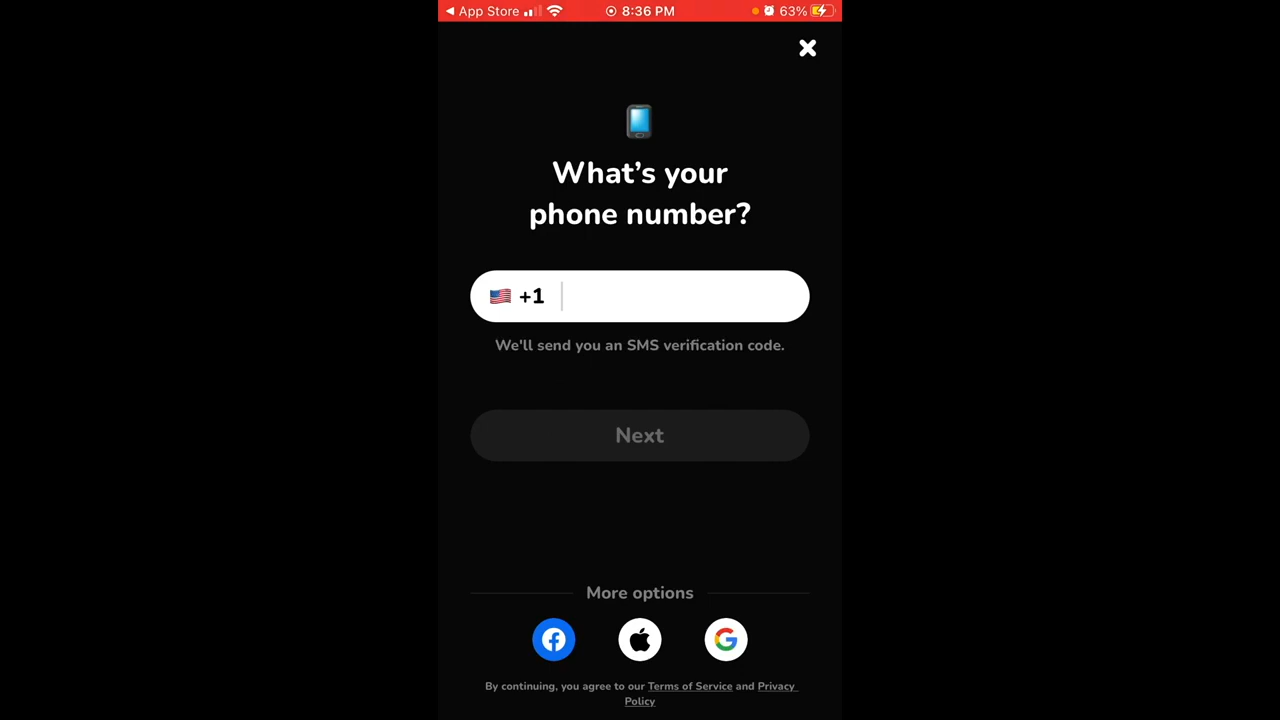 ◀ App Store 8:36 PM 63%
What's your
phone number?
+1
We'll send you an SMS verification code.
Next
More options
By continuing, you agree to our Terms of Service and Privacy
Policy